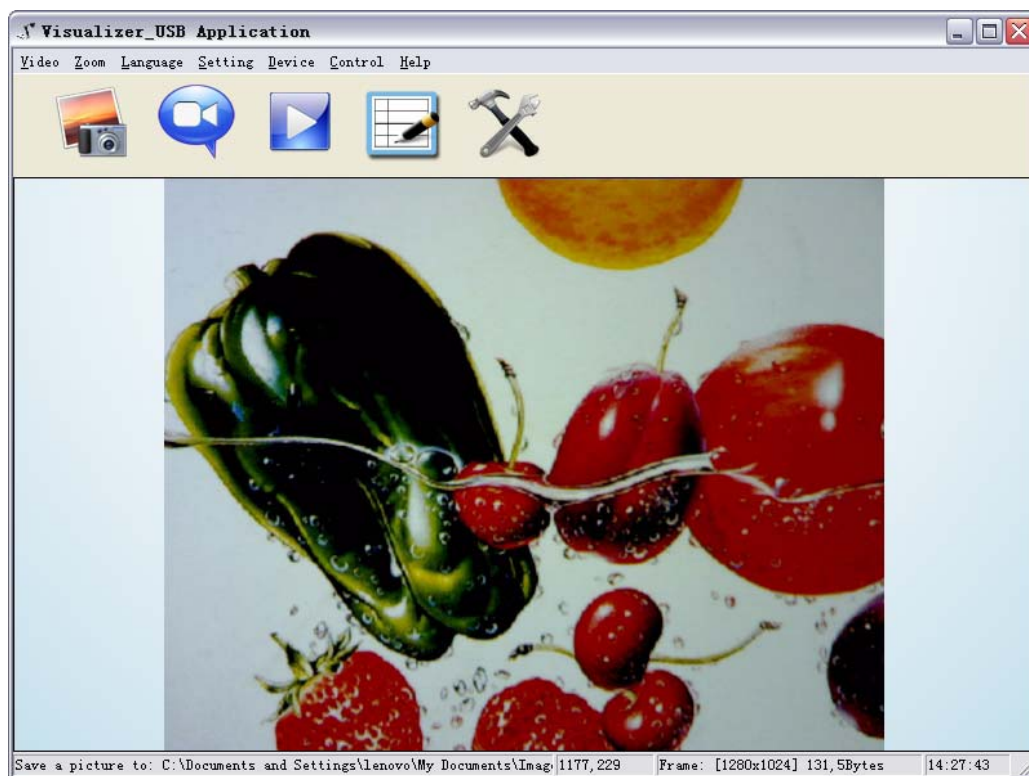 Visualizer_USB Application
Video Zoom Language Setting Device Control Help
Save a picture to: C:\Documents and Settings\lenovo\My Documents\Imag 1177,229 Frame: [1280x1024] 131,5Bytes 14:27:43